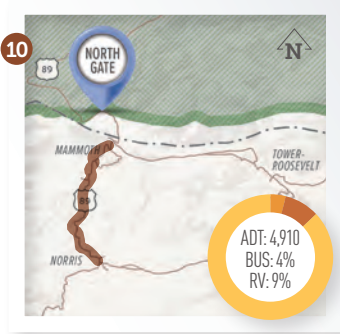 10
N
89
NORTH
GATE
MAMMOTH
TOWER-
ROOSEVELT
89
NORRIS
ADT: 4,910
BUS: 4%
RV: 9%